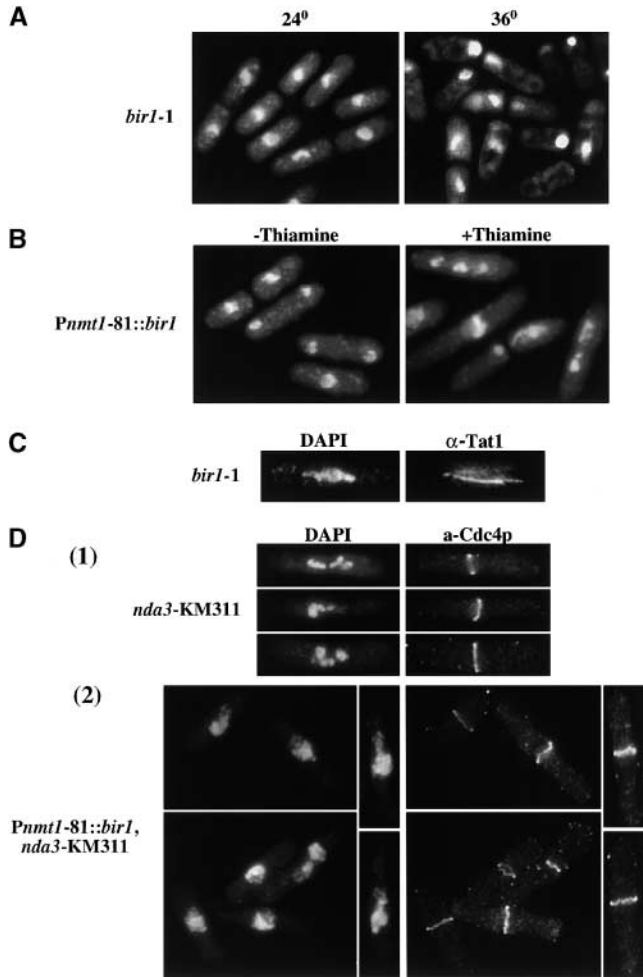 A
24⁰ 36⁰
bir1-1
B
-Thiamine +Thiamine
Pnmt1-81::bir1
C
DAPI α-Tat1
bir1-1
D
(1)
DAPI a-Cdc4p
nda3-KM311
(2)
Pnmt1-81::bir1,
nda3-KM311